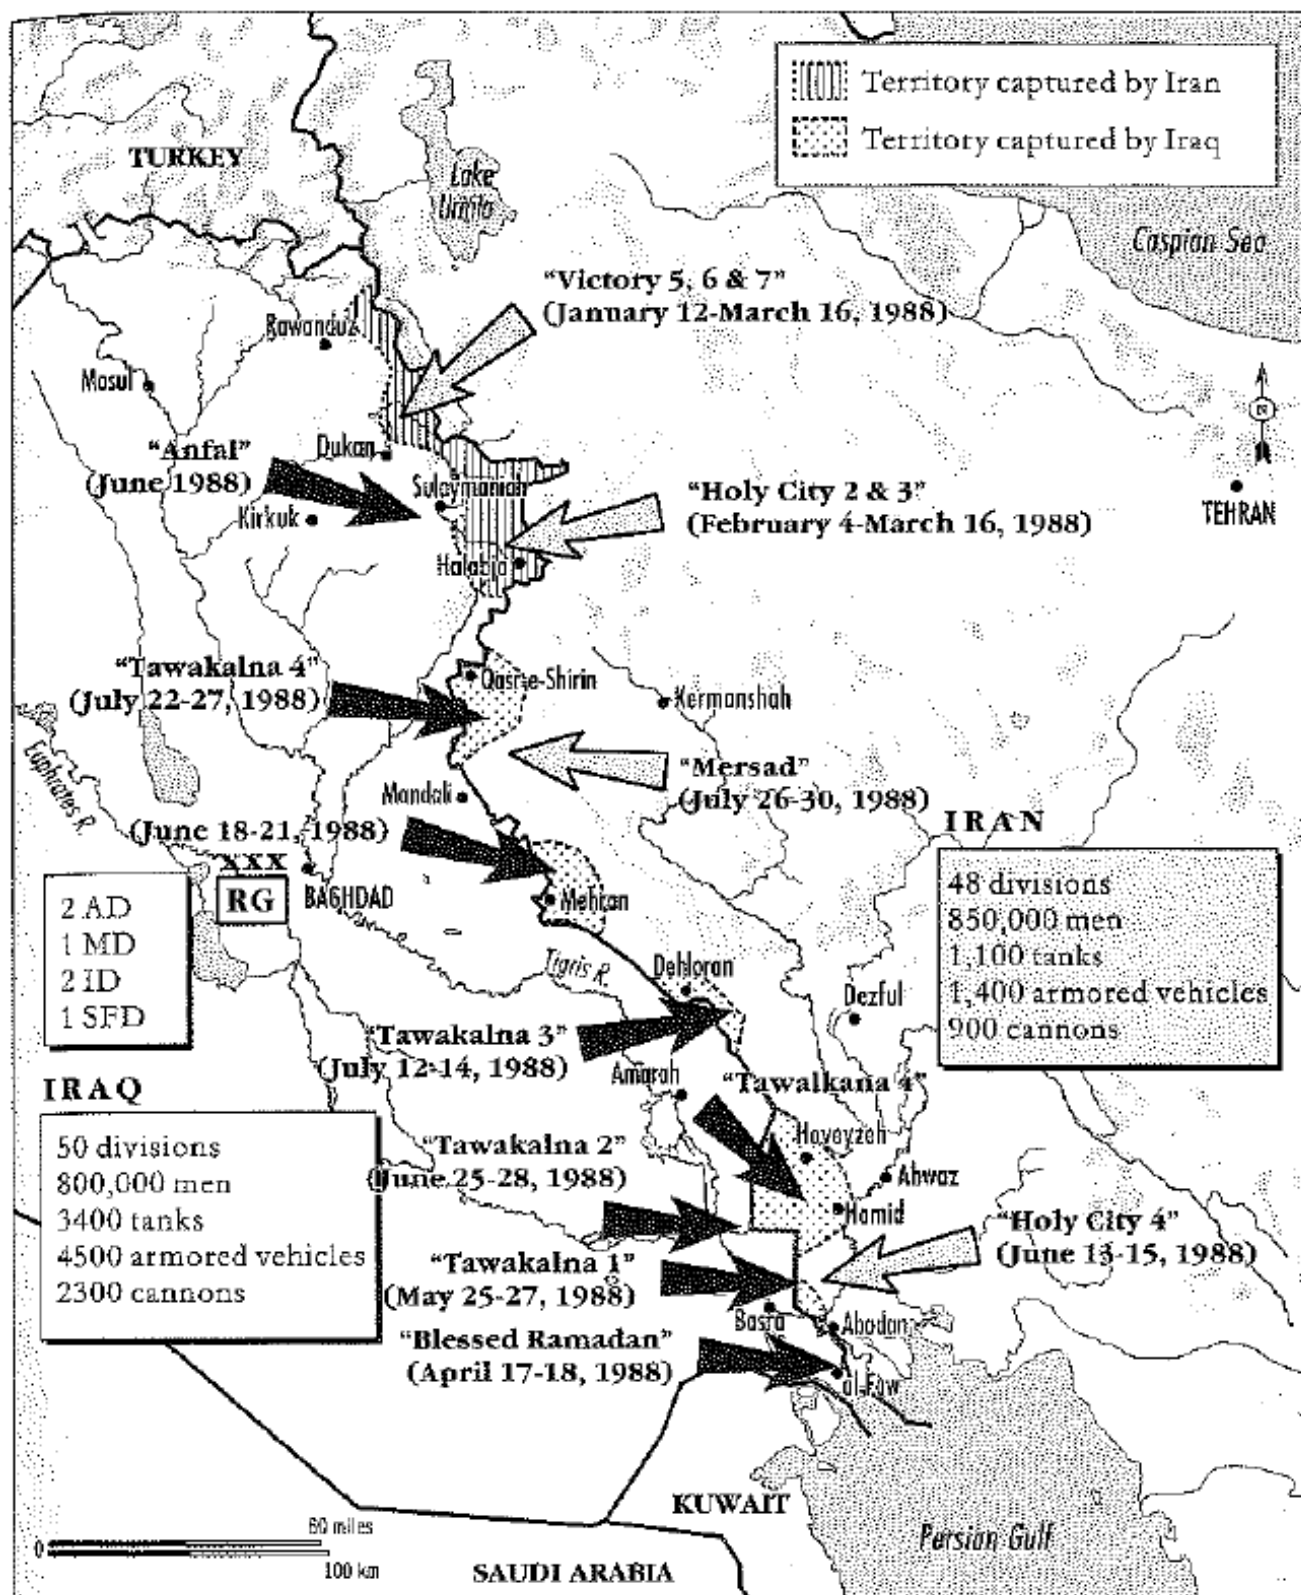 Territory captured by Iran
Territory captured by Iraq
TURKEY
Lake
Urmia
Caspian Sea
"Victory 5, 6 & 7"
(January 12-March 16, 1988)
Rawanduz
Mosul
N
"Anfal"
(June 1988)
Dukan
Sulaymaniah
Kirkuk
"Holy City 2 & 3"
(February 4-March 16, 1988)
TEHRAN
Halabja
"Tawakalna 4"
(July 22-27, 1988)
Qasr-e-Shirin
Kermanshah
Euphrates R.
"Mersad"
(July 26-30, 1988)
Mandali
(June 18-21, 1988)
XXX
RG
BAGHDAD
Mehran
2 AD
1 MD
2 ID
1 SFD
IRAN
48 divisions
850,000 men
1,100 tanks
1,400 armored vehicles
900 cannons
Tigris R.
Dehloran
Dezful
"Tawakalna 3"
(July 12-14, 1988)
Amarah
"Tawalkana 4"
IRAQ
50 divisions
800,000 men
3400 tanks
4500 armored vehicles
2300 cannons
"Tawakalna 2"
(June 25-28, 1988)
Hoveyzeh
Ahwaz
Hamid
"Holy City 4"
(June 13-15, 1988)
"Tawakalna 1"
(May 25-27, 1988)
Basra
Abadan
"Blessed Ramadan"
(April 17-18, 1988)
al-Faw
KUWAIT
Persian Gulf
0
60 miles
100 km
SAUDI ARABIA